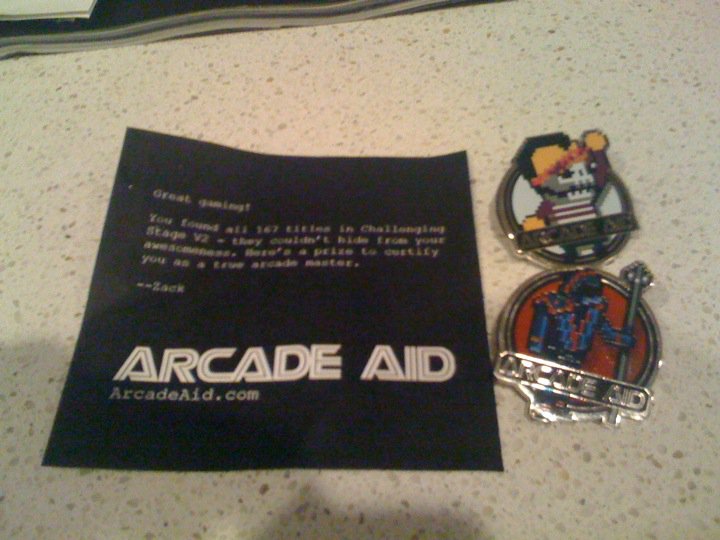 Great gaming!
You found all 167 titles in Challenging
Stage V2 - they couldn't hide from your
awesomeness. Here's a prize to certify
you as a true arcade master.
--Zack
ARCADE AID
ArcadeAid.com
ARCADE AID
ARCADE AID